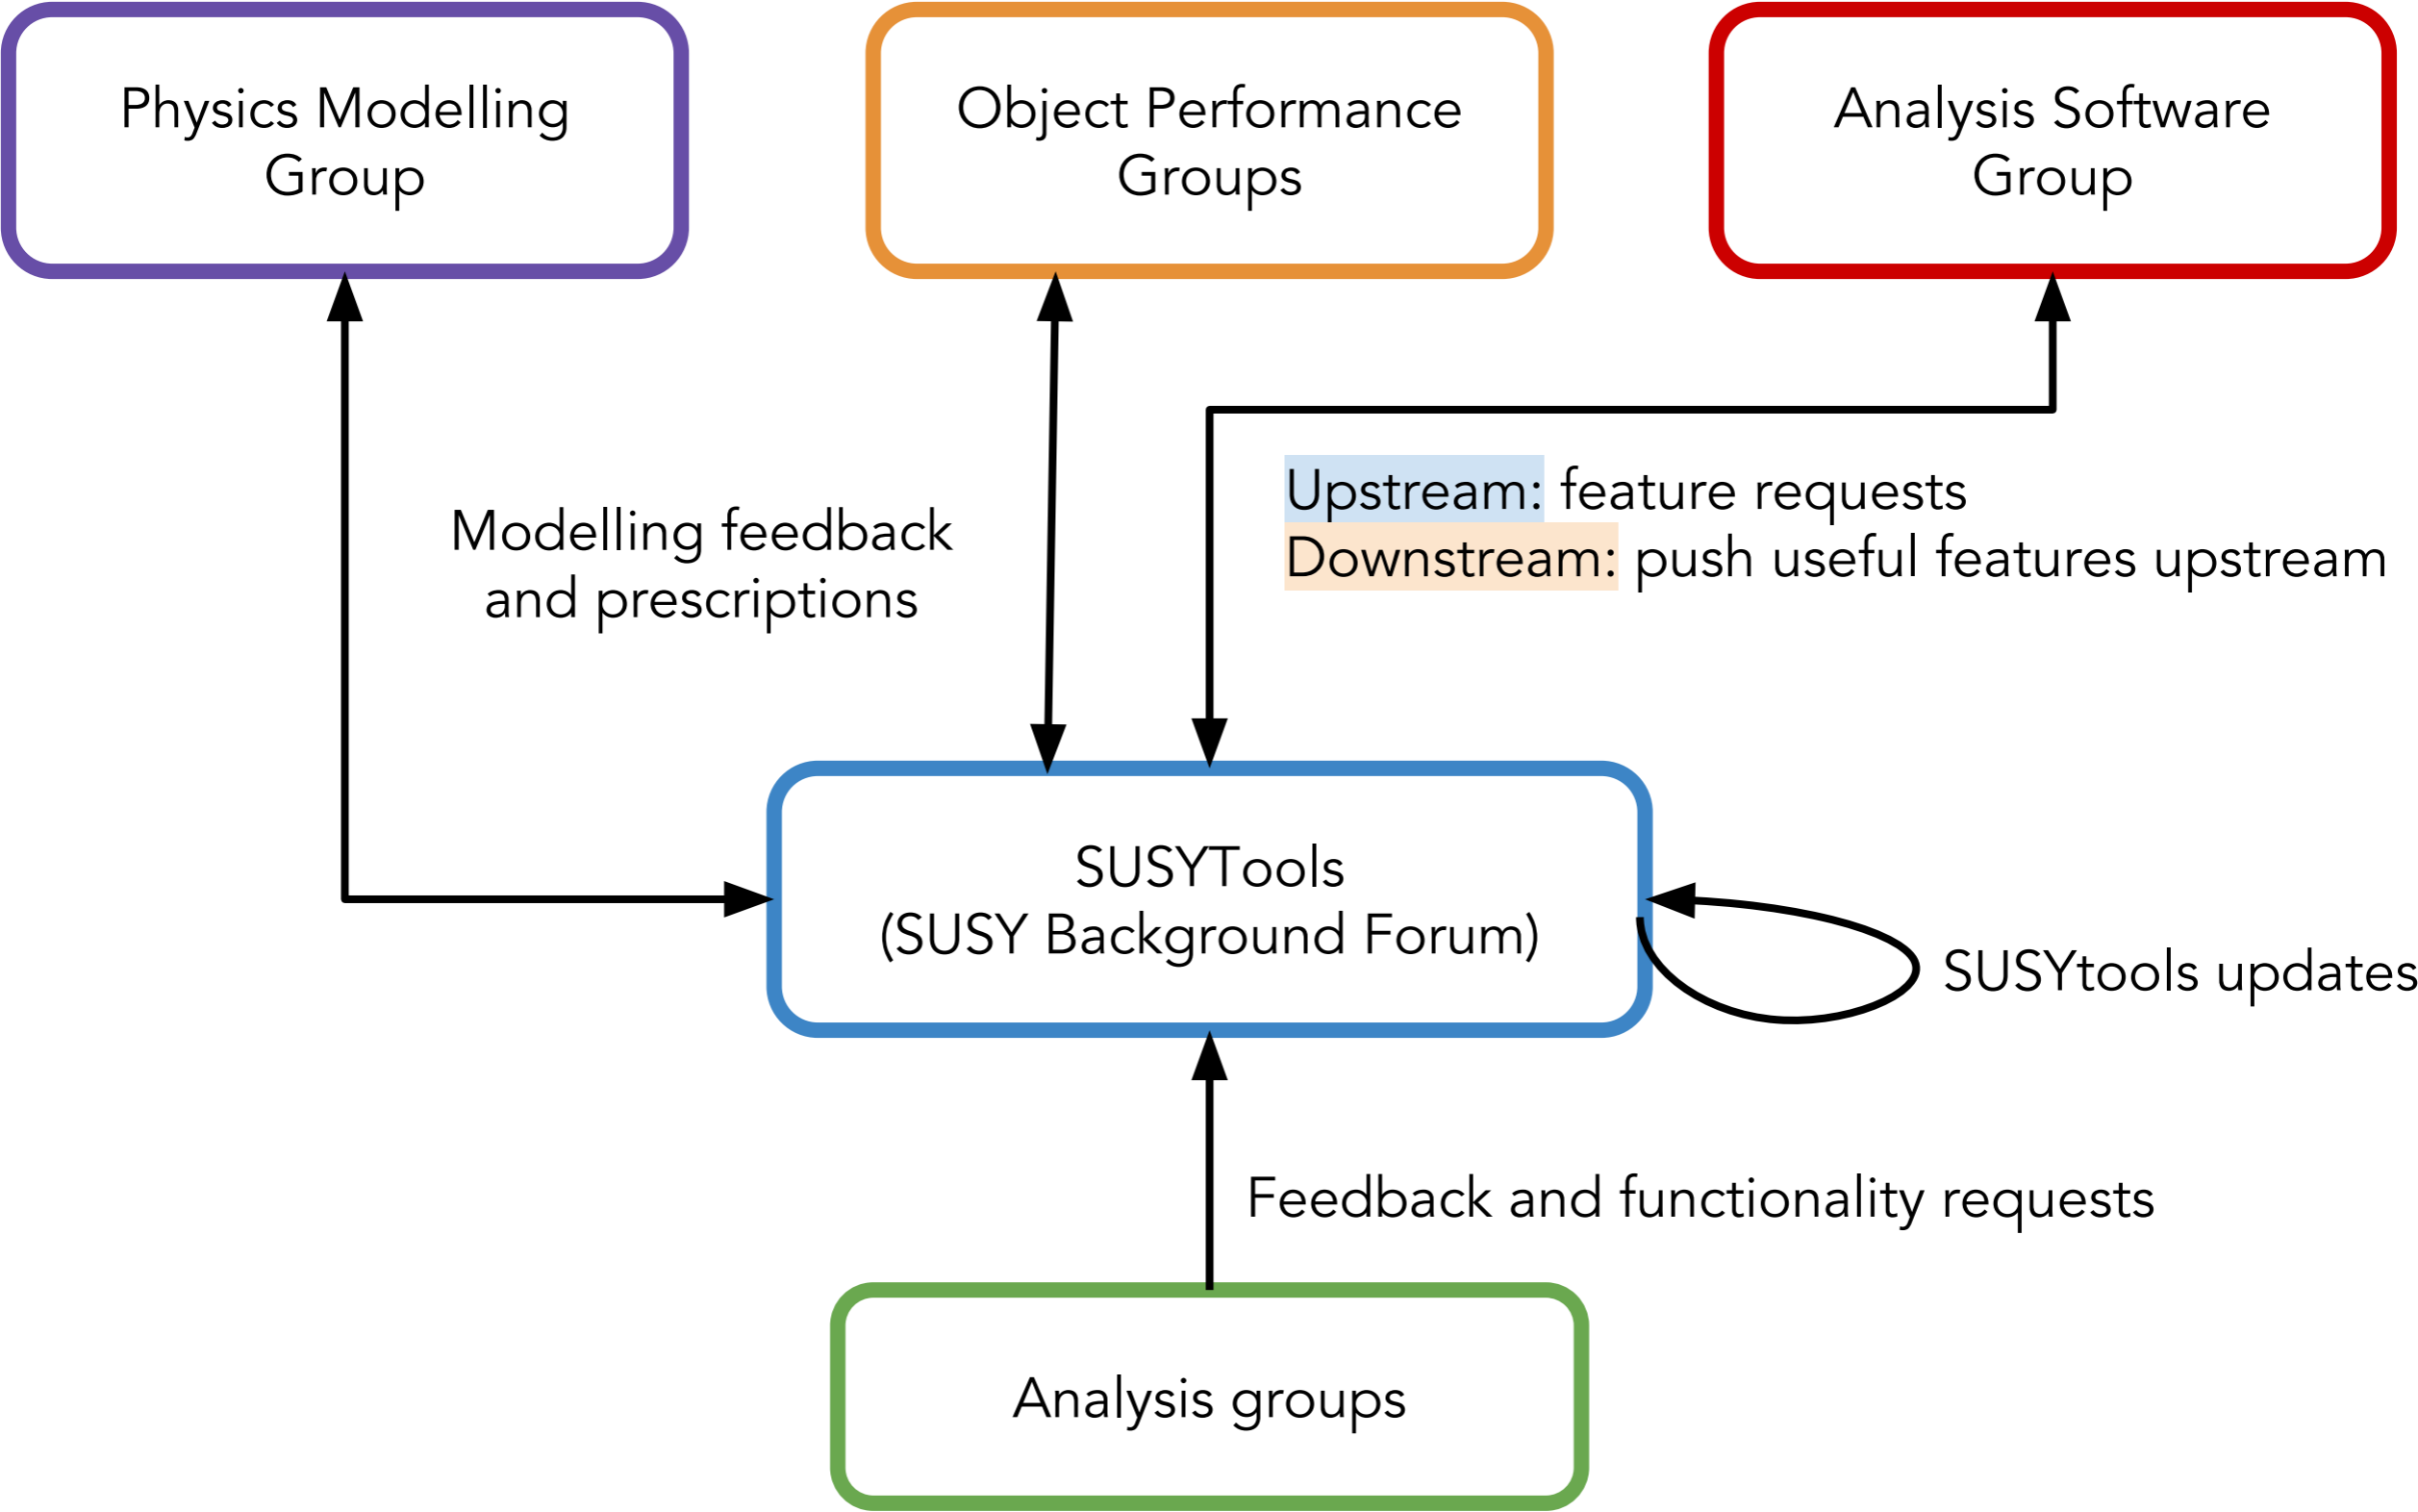 Physics Modelling
Group
Object Performance
Groups
Analysis Software
Group
Modelling feedback
and prescriptions
Upstream: feature requests
Downstream: push useful features upstream
SUSYTools
(SUSY Background Forum)
SUSYtools updates
Feedback and functionality requests
Analysis groups